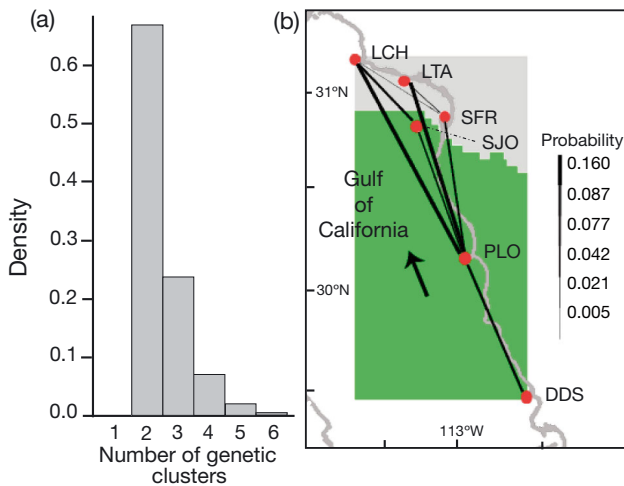 (a)
0.6
0.5
0.4
0.3
0.2
0.1
0.0
Density
1 2 3 4 5 6
Number of genetic
clusters
(b)
LCH
LTA
31°N
SFR
SJO
Gulf
of
California
PLO
30°N
DDS
113°W
Probability
0.160
0.087
0.077
0.042
0.021
0.005